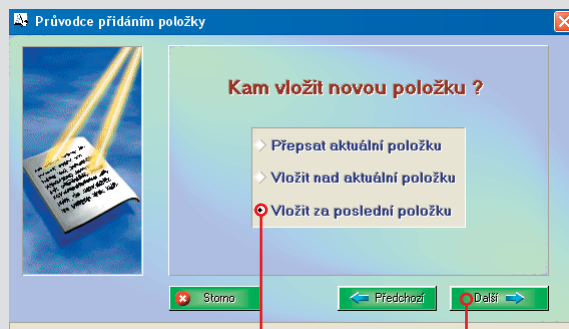 Průvodce přidáním položky
Kam vložit novou položku ?
Přepsat aktuální položku
Vložit nad aktuální položku
Vložit za poslední položku
Storno
Předchozí
Další